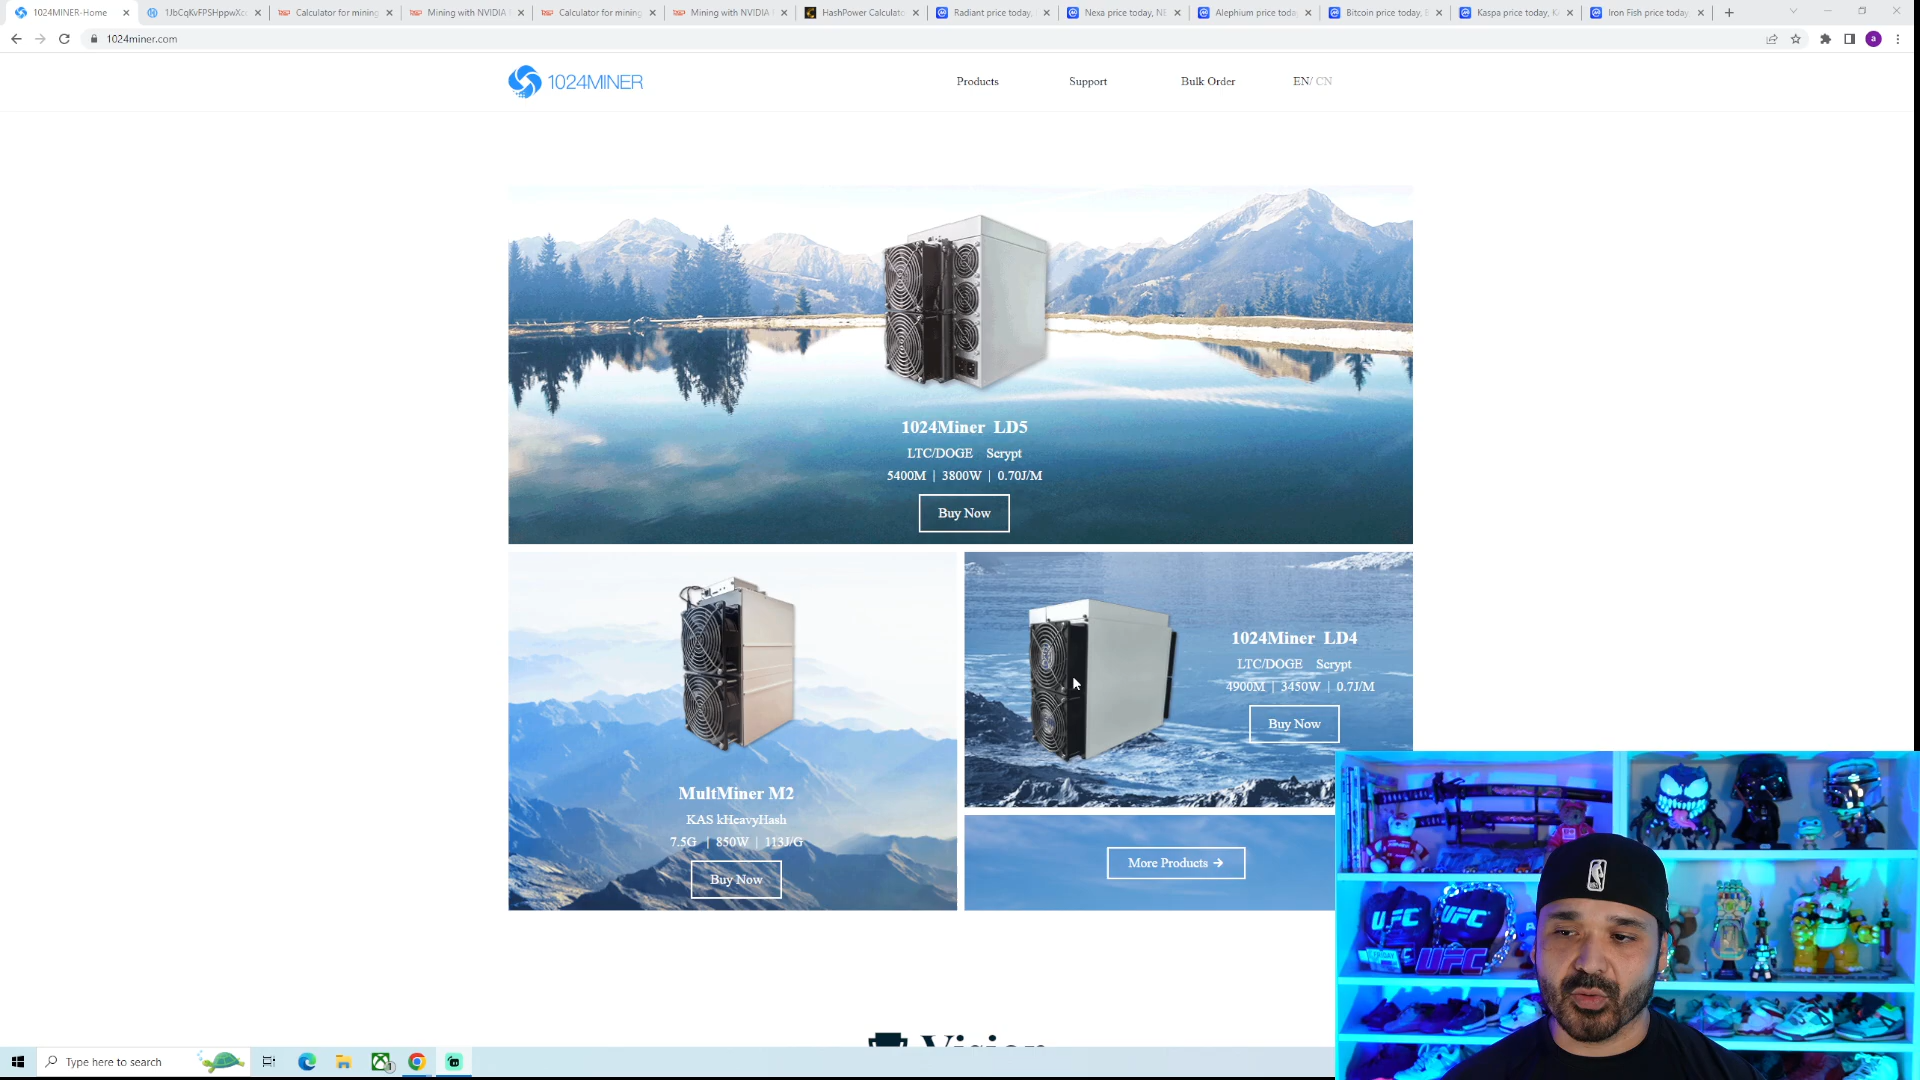 1024MINER-Home
1JbCqKvFPSHppwXc
Calculator for mining
Mining with NVIDIA
Calculator for mining
Mining with NVIDIA
HashPower Calculato
Radiant price today,
Nexa price today, NE
Alephium price toda
Bitcoin price today,
Kaspa price today, K
Iron Fish price today
1024miner.com
a
1024MINER
Products
Support
Bulk Order
EN/ CN
1024Miner LD5
LTC/DOGE Scrypt
5400M | 3800W | 0.70J/M
Buy Now
MultMiner M2
KAS kHeavyHash
7.5G | 850W | 113J/G
Buy Now
1024Miner LD4
LTC/DOGE Scrypt
4900M | 3450W | 0.7J/M
Buy Now
More Products →
Vision
UFC
UFC
UFC
Type here to search